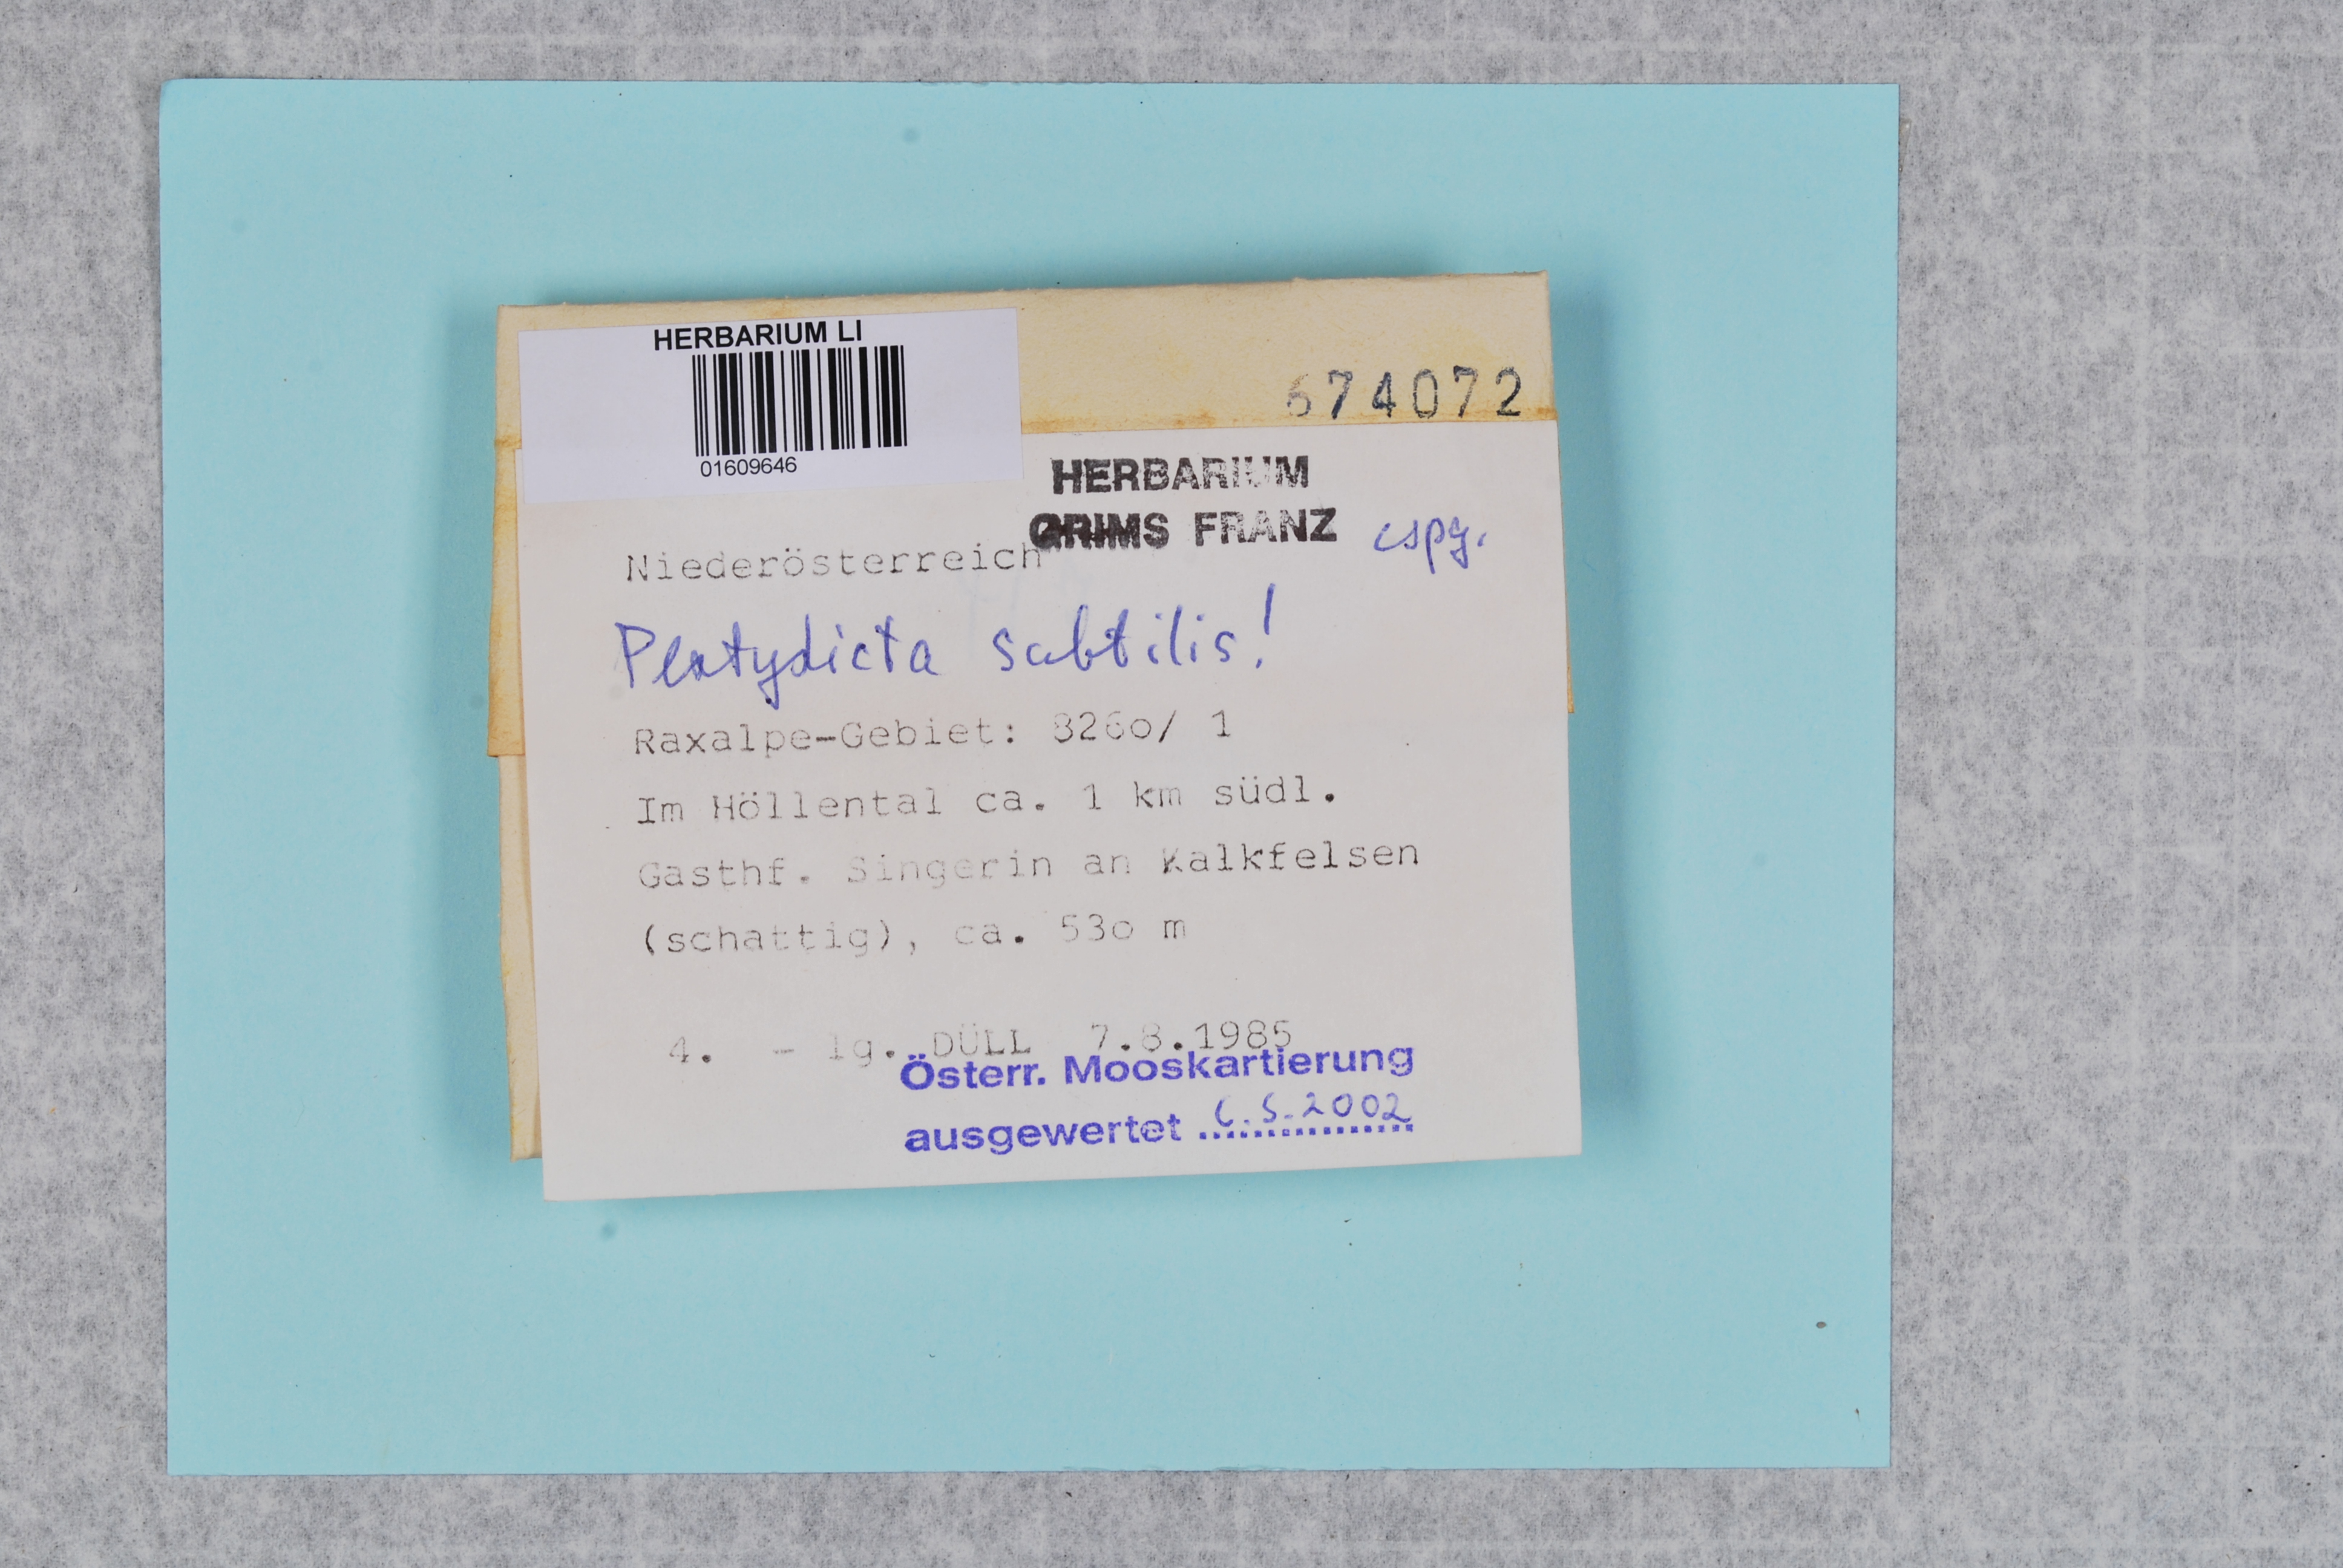 HERBARIUM LI
01609646
674072
HERBARIUM
GRIMS FRANZ
cspg.
Niederösterreich
Platydicta subtilis!
Raxalpe-Gebiet: 826o/ 1
Im Höllental ca. 1 km südl.
Gasthf. Singerin an Kalkfelsen
(schattig), ca. 53o m
4. - lg. DÜLL 7.8.1985
Österr. Mooskartierung
ausgewertet 6.5.2002